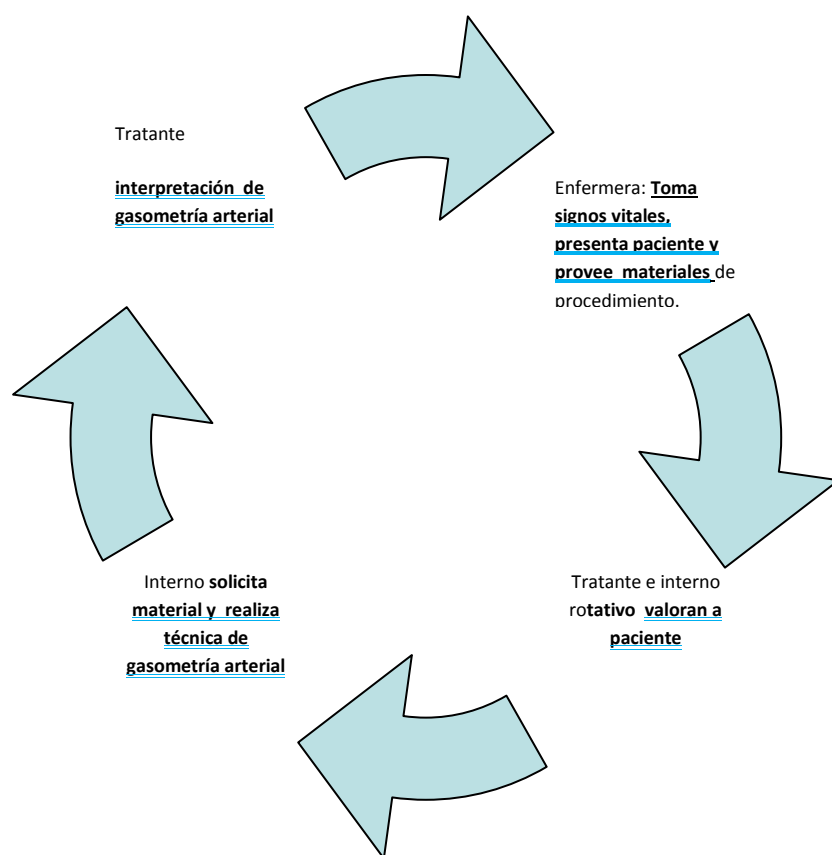 Tratante
interpretación de
gasometría arterial
Enfermera: Toma
signos vitales,
presenta paciente y
provee materiales de
procedimiento.
Tratante e interno
rotativo valoran a
paciente
Interno solicita
material y realiza
técnica de
gasometría arterial